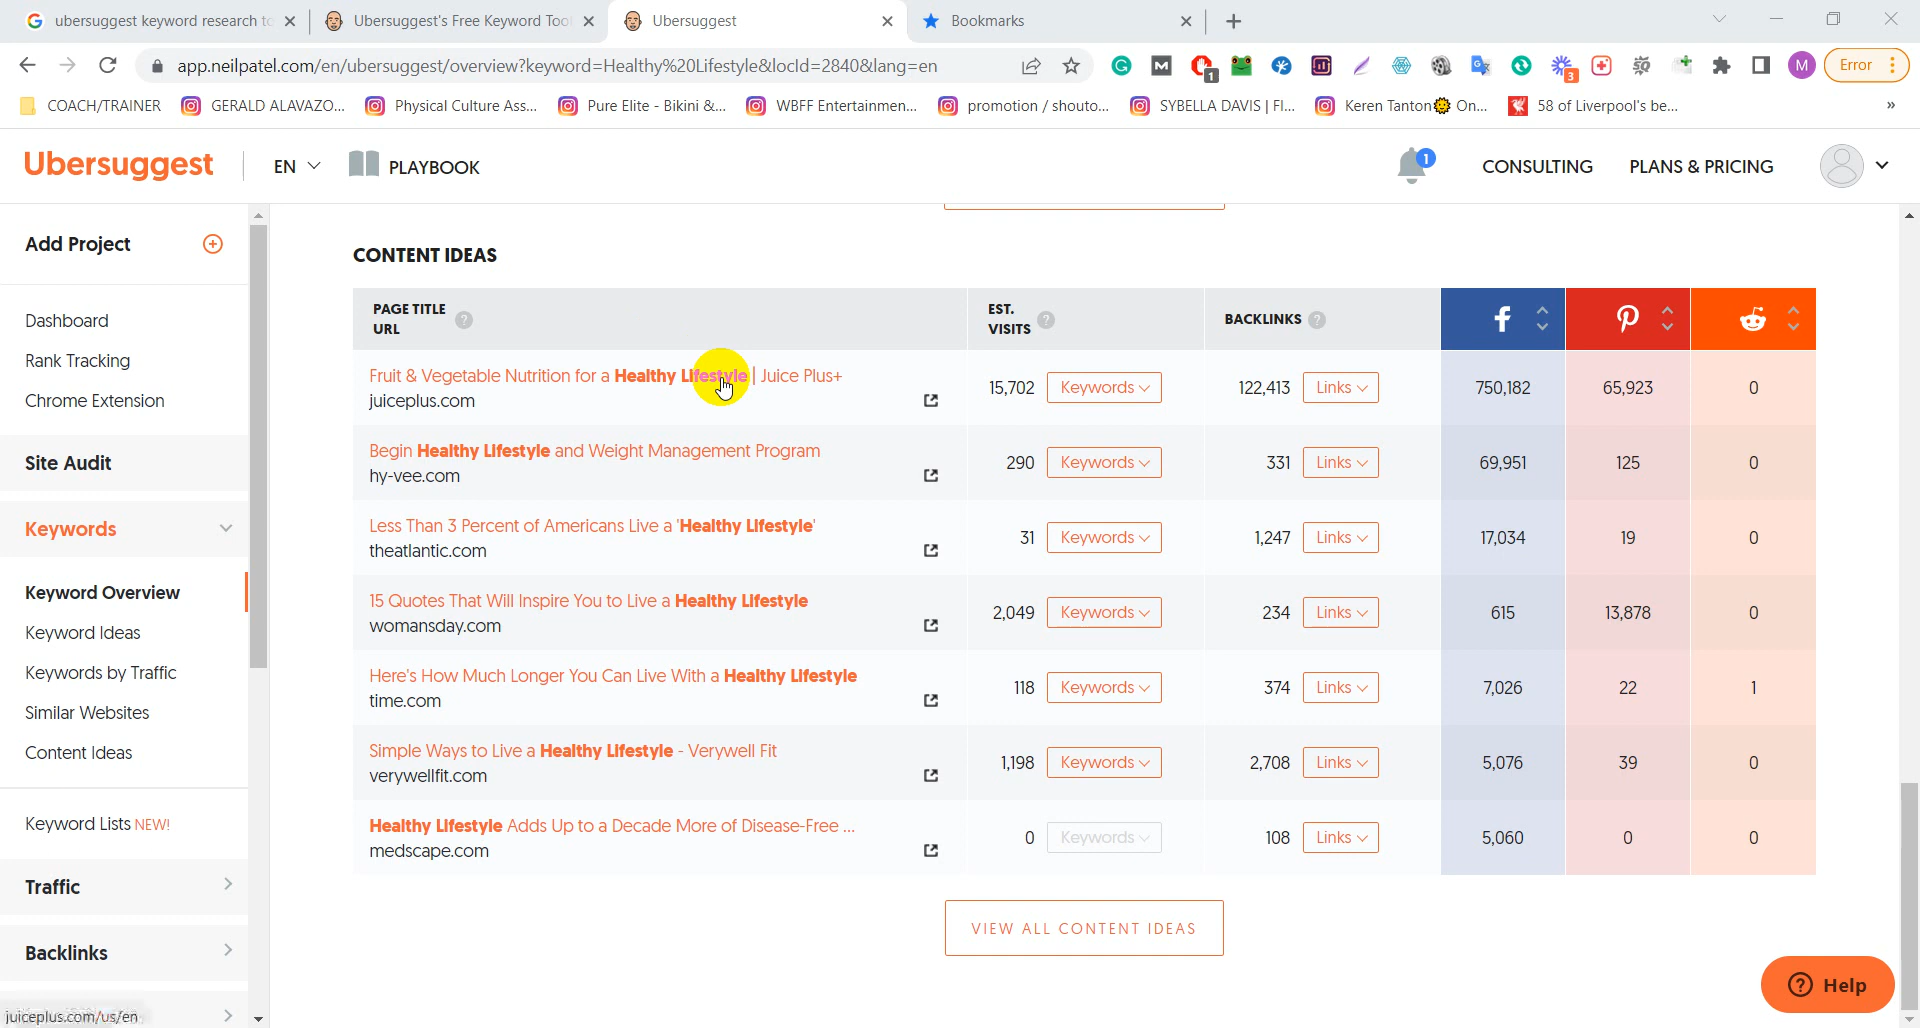 ubersuggest keyword research to
Ubersuggest's Free Keyword Tool
Ubersuggest
Bookmarks
app.neilpatel.com/en/ubersuggest/overview?keyword=Healthy%20Lifestyle&locId=2840&lang=en
1
3
M
Error
COACH/TRAINER
GERALD ALAVAZO...
Physical Culture Ass...
Pure Elite - Bikini &...
WBFF Entertainmen...
promotion / shouto...
SYBELLA DAVIS | FI...
Keren Tanton🌞 On...
58 of Liverpool's be...
»
Ubersuggest
EN
PLAYBOOK
1
CONSULTING
PLANS & PRICING
Add Project
Dashboard
Rank Tracking
Chrome Extension
Site Audit
Keywords
Keyword Overview
Keyword Ideas
Keywords by Traffic
Similar Websites
Content Ideas
Keyword Lists NEW!
Traffic
Backlinks
juiceplus.com/us/en
CONTENT IDEAS
PAGE TITLE
URL
?
EST.
VISITS
?
BACKLINKS ?
Fruit & Vegetable Nutrition for a Healthy Lifestyle | Juice Plus+
juiceplus.com
15,702 Keywords 122,413 Links 750,182 65,923 0
Begin Healthy Lifestyle and Weight Management Program
hy-vee.com
290 Keywords 331 Links 69,951 125 0
Less Than 3 Percent of Americans Live a 'Healthy Lifestyle'
theatlantic.com
31 Keywords 1,247 Links 17,034 19 0
15 Quotes That Will Inspire You to Live a Healthy Lifestyle
womansday.com
2,049 Keywords 234 Links 615 13,878 0
Here's How Much Longer You Can Live With a Healthy Lifestyle
time.com
118 Keywords 374 Links 7,026 22 1
Simple Ways to Live a Healthy Lifestyle - Verywell Fit
verywellfit.com
1,198 Keywords 2,708 Links 5,076 39 0
Healthy Lifestyle Adds Up to a Decade More of Disease-Free ...
medscape.com
0 Keywords 108 Links 5,060 0 0
VIEW ALL CONTENT IDEAS
? Help